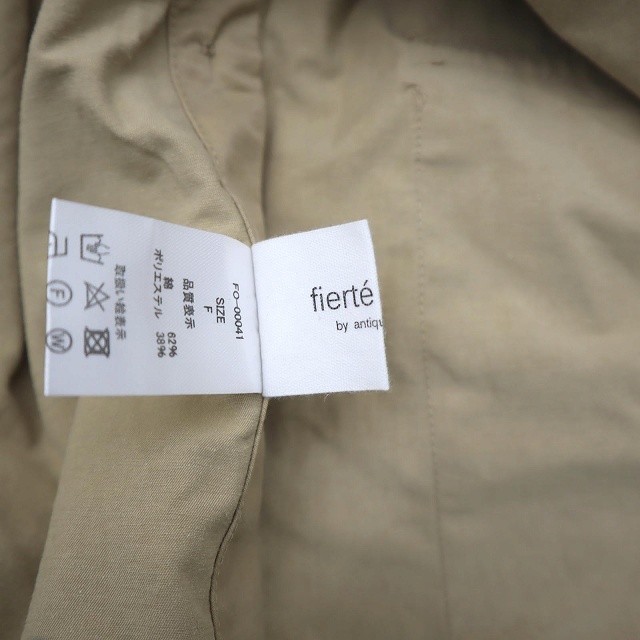 FO-00041
SIZE
F
品質表示
綿 62%
ポリエステル 38%
取扱い絵表示
F
W
fierté
by antiqu